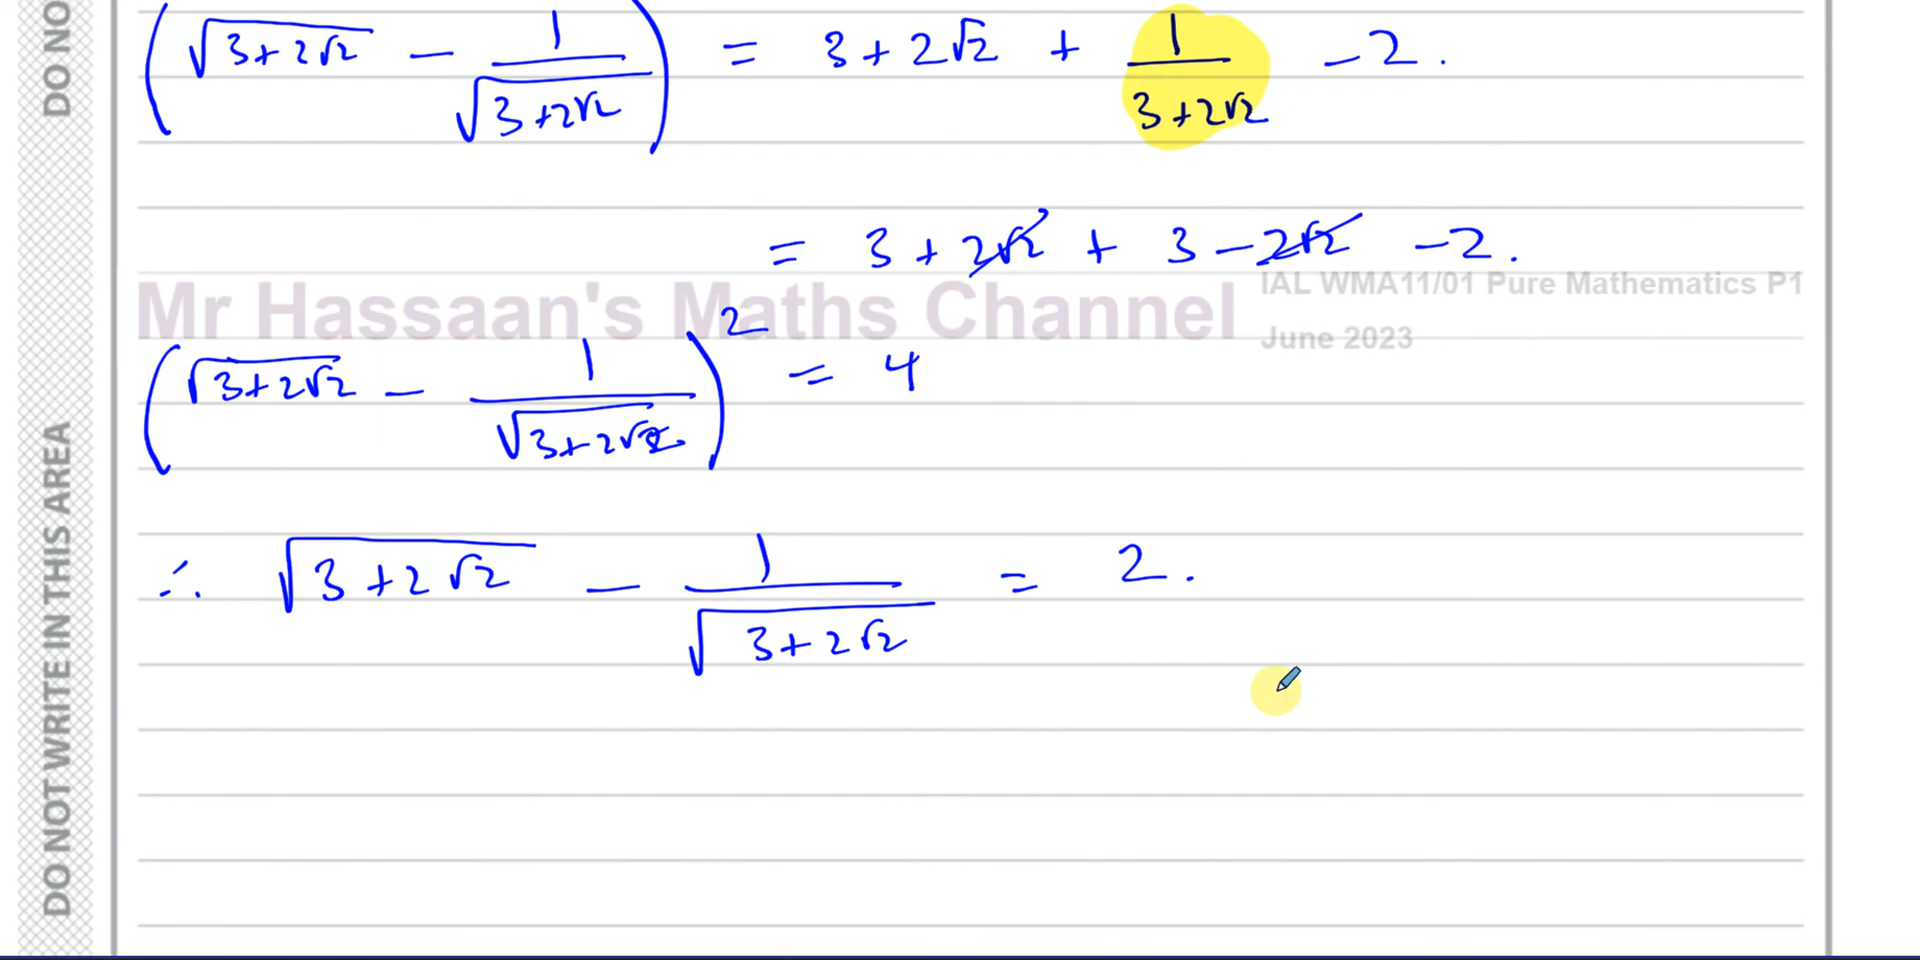 DO NO
(√(3+2√2) − 1/√(3+2√2)) = 3+2√2 + 1/(3+2√2) −2.
= 3+2√2 + 3−2√2 −2.
Mr Hassaan's Maths Channel
IAL WMA11/01 Pure Mathematics P1
June 2023
(√(3+2√2) − 1/√(3+2√2))² = 4
∴ √(3+2√2) − 1/√(3+2√2) = 2.
DO NOT WRITE IN THIS AREA